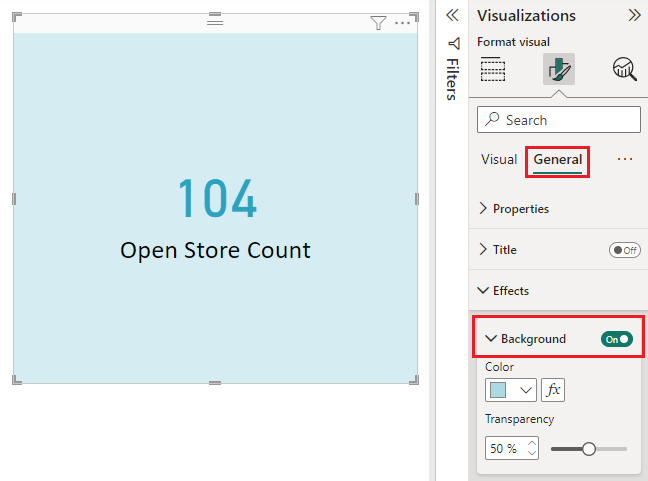 104
Open Store Count
Filters
Visualizations
Format visual
Search
Visual General
Properties
Title Off
Effects
Background On
Color
fx
Transparency
50 %